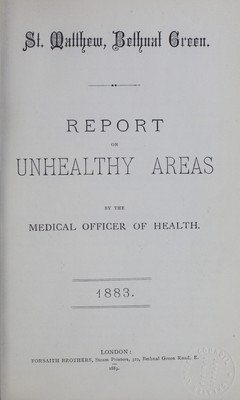 St. Matthew, Bethnal Green.
REPORT
ON
UNHEALTHY AREAS
BY THE
MEDICAL OFFICER OF HEALTH.
1883.
LONDON:
FORSAITH BROTHERS, Steam Printers, 329, Bethnal Green Road, E.